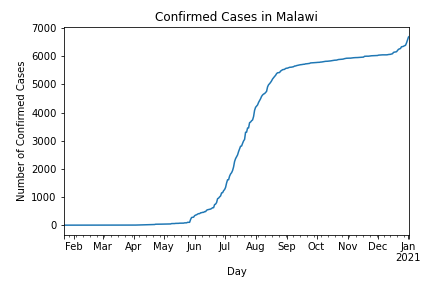 Confirmed Cases in Malawi
7000
6000
5000
4000
3000
2000
1000
0
Number of Confirmed Cases
Feb Mar Apr May Jun Jul Aug Sep Oct Nov Dec Jan
2021
Day